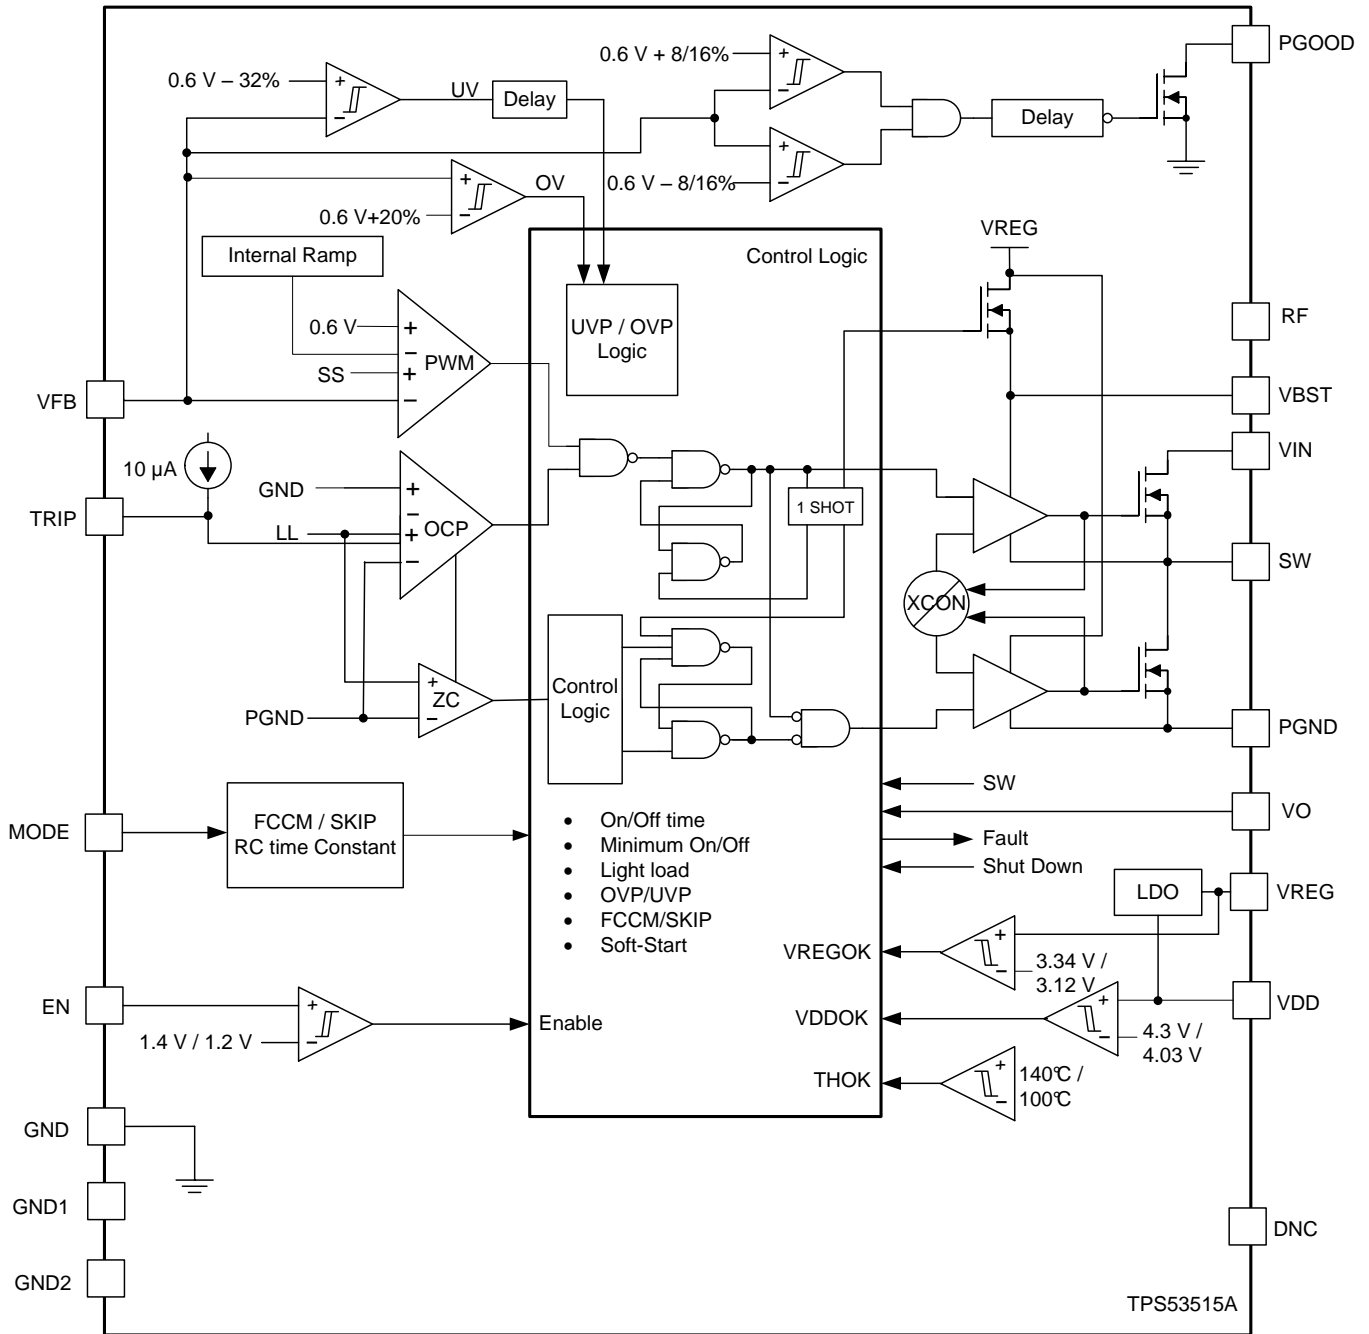 PGOOD
0.6 V + 8/16%
0.6 V – 32%
UV
Delay
Delay
OV
0.6 V – 8/16%
0.6 V+20%
VREG
Internal Ramp
Control Logic
UVP / OVP
Logic
RF
0.6 V
PWM
SS
VFB
VBST
10 µA
VIN
GND
TRIP
LL
OCP
1 SHOT
SW
XCON
Control
Logic
ZC
PGND
PGND
SW
MODE
FCCM / SKIP
RC time Constant
VO
• On/Off time
• Minimum On/Off
• Light load
• OVP/UVP
• FCCM/SKIP
• Soft-Start
Fault
Shut Down
LDO
VREG
VREGOK
3.34 V /
3.12 V
EN
1.4 V / 1.2 V
Enable
VDDOK
VDD
4.3 V /
4.03 V
THOK
140°C /
100°C
GND
GND1
DNC
GND2
TPS53515A